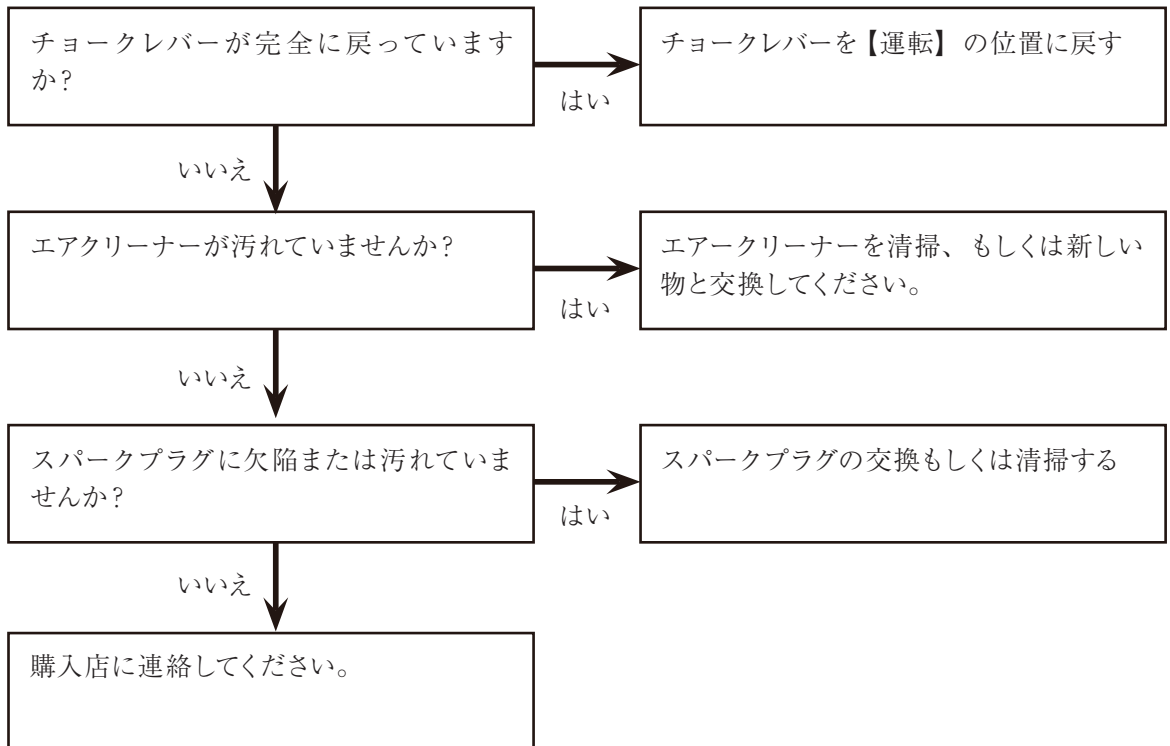 チョークレバーが完全に戻っています
か?
チョークレバーを【運転】の位置に戻す
はい
いいえ
エアクリーナーが汚れていませんか?
エアークリーナーを清掃、もしくは新しい
物と交換してください。
はい
いいえ
スパークプラグに欠陥または汚れていま
せんか?
スパークプラグの交換もしくは清掃する
はい
いいえ
購入店に連絡してください。